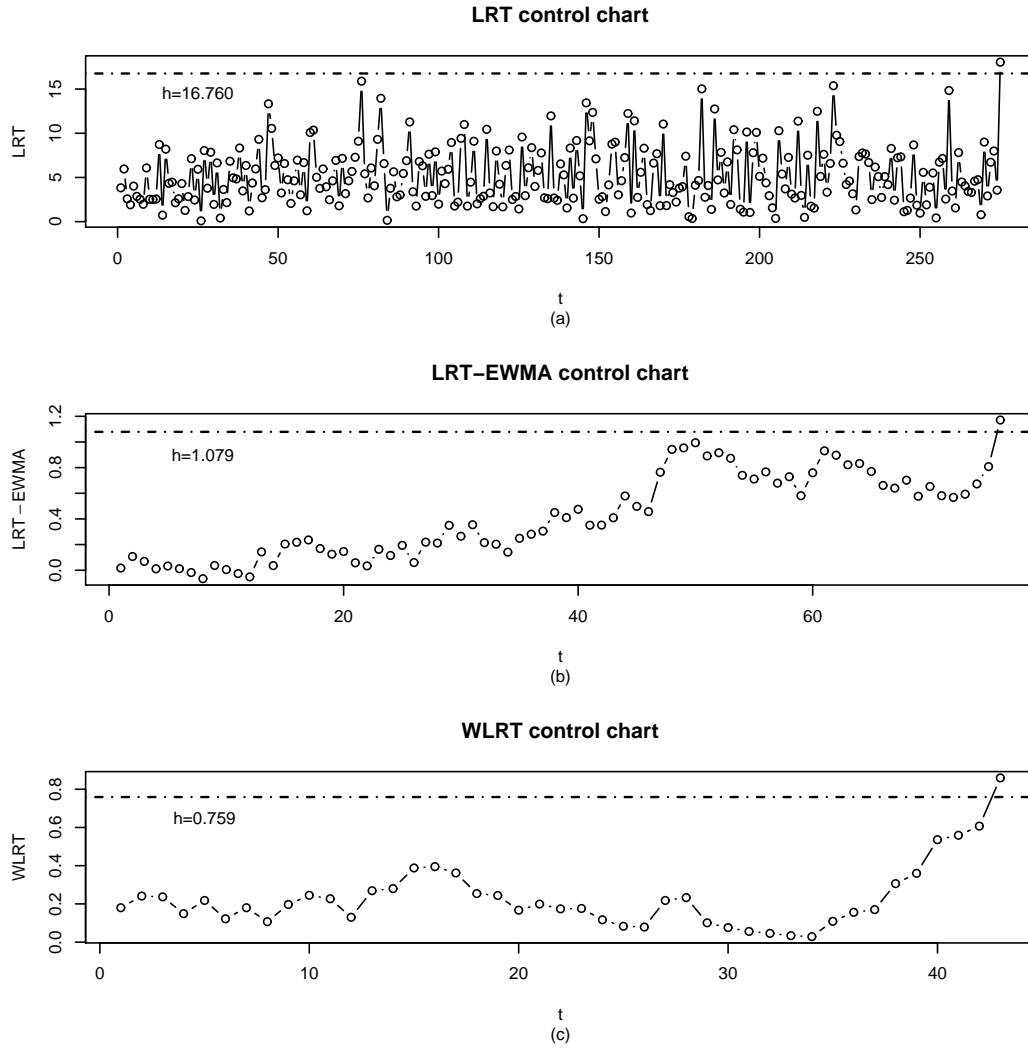 LRT control chart
LRT
15
10
5
0
h=16.760
0 50 100 150 200 250
t
(a)
LRT−EWMA control chart
LRT − EWMA
1.2
0.8
0.4
0.0
h=1.079
0 20 40 60
t
(b)
WLRT control chart
WLRT
0.8
0.6
0.4
0.2
0.0
h=0.759
0 10 20 30 40
t
(c)